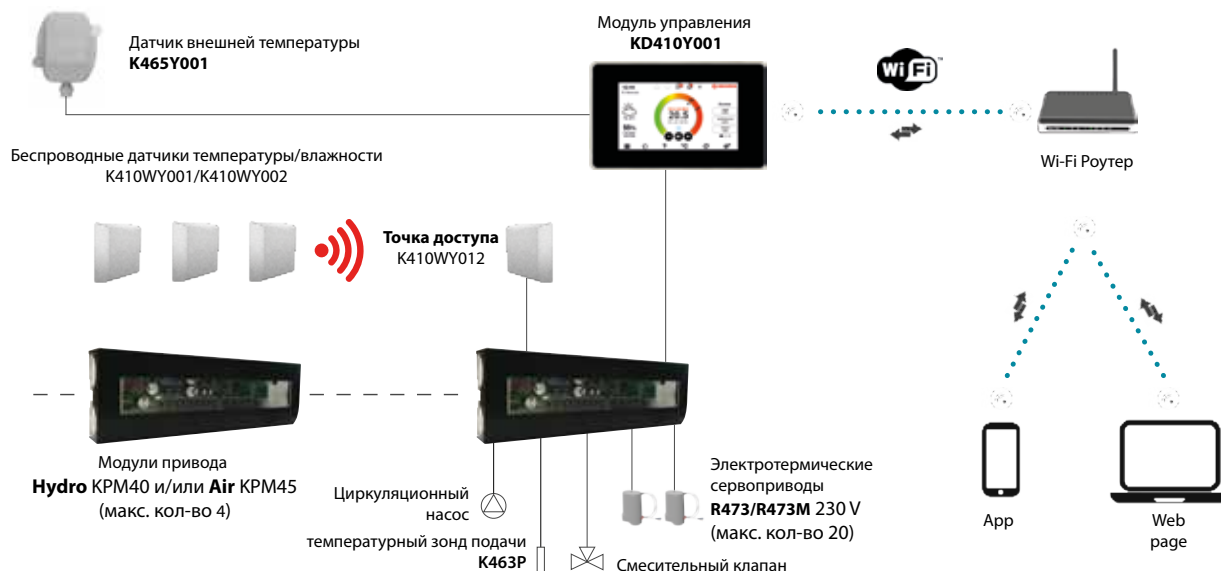 Датчик внешней температуры
K465Y001
Модуль управления
KD410Y001
Wi Fi
20.5
Wi-Fi Роутер
Беспроводные датчики температуры/влажности
K410WY001/K410WY002
Точка доступа
K410WY012
Модули привода
Hydro KPM40 и/или Air KPM45
(макс. кол-во 4)
Циркуляционный
насос
температурный зонд подачи
K463P
Смесительный клапан
Электротермические
сервоприводы
R473/R473M 230 V
(макс. кол-во 20)
App
Web
page